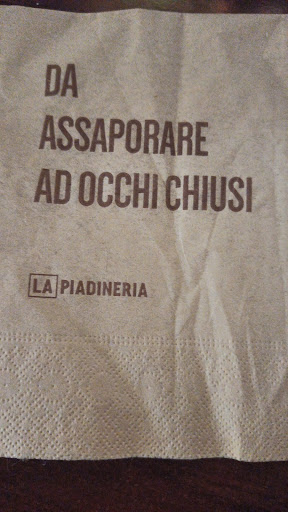 DA
ASSAPORARE
AD OCCHI CHIUSI
LA PIADINERIA